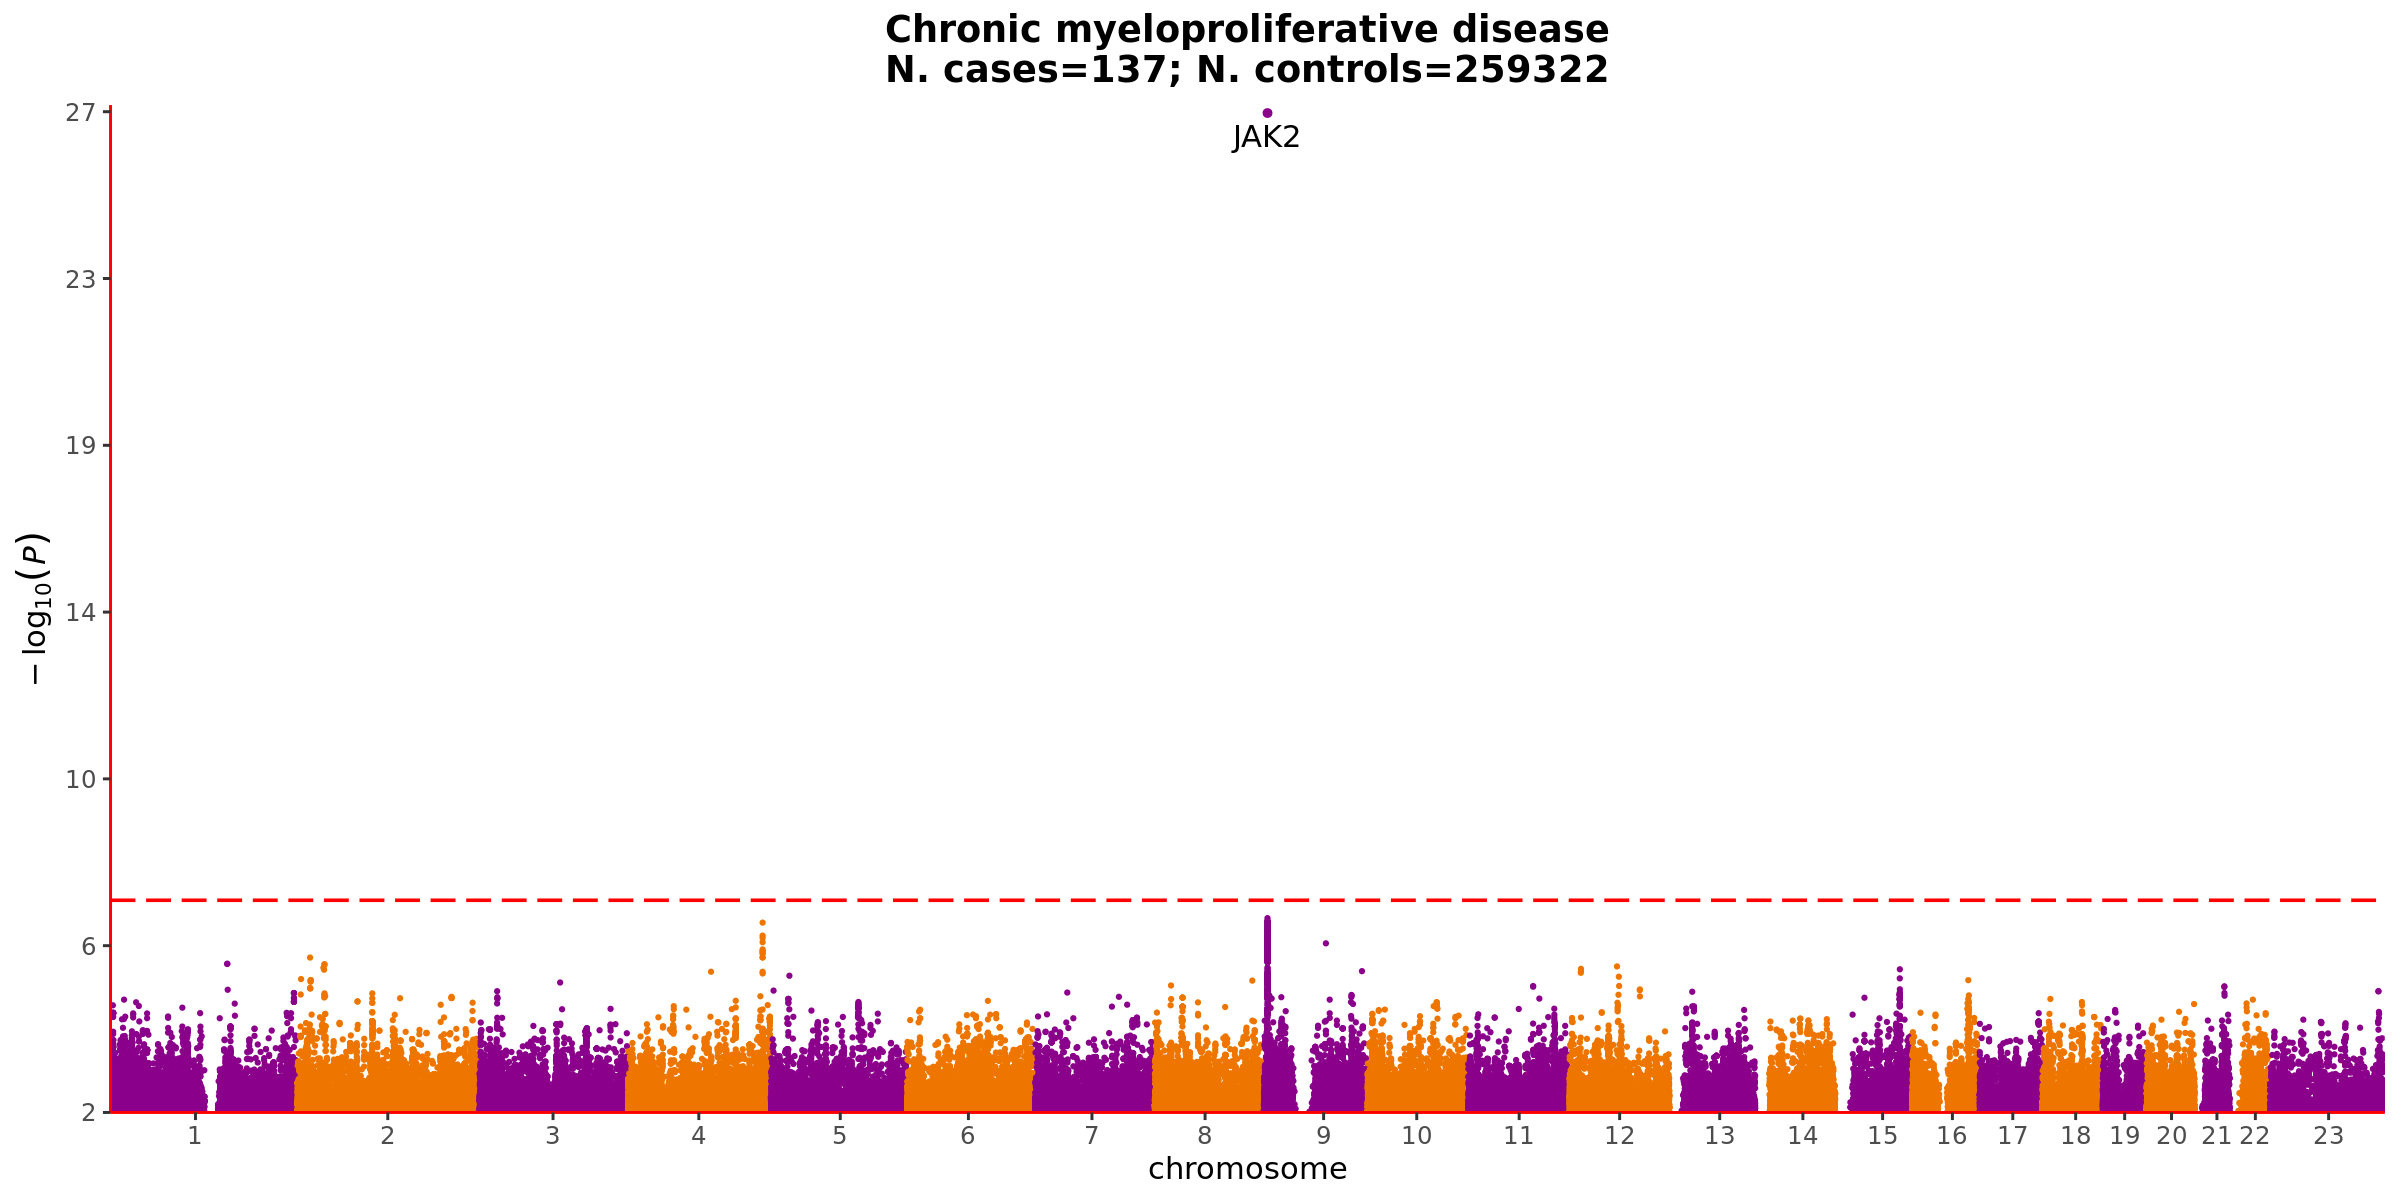 Chronic myeloproliferative disease
N. cases=137; N. controls=259322
27
JAK2
23
19
14
10
6
2
−log10(P)
1 2 3 4 5 6 7 8 9 10 11 12 13 14 15 16 17 18 19 20 21 22 23
chromosome